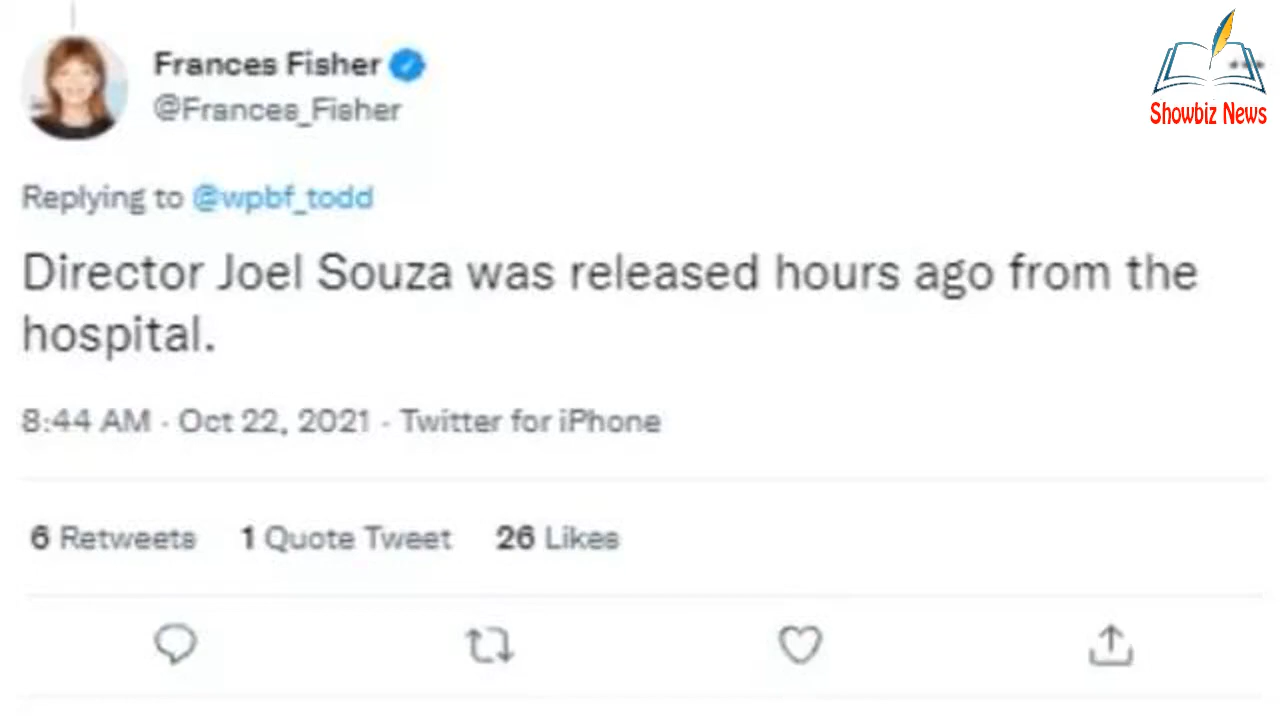 Frances Fisher
Showbiz News
@Frances_Fisher
Replying to @wpbf_todd
Director Joel Souza was released hours ago from the
hospital.
8:44 AM · Oct 22, 2021 · Twitter for iPhone
6 Retweets 1 Quote Tweet 26 Likes